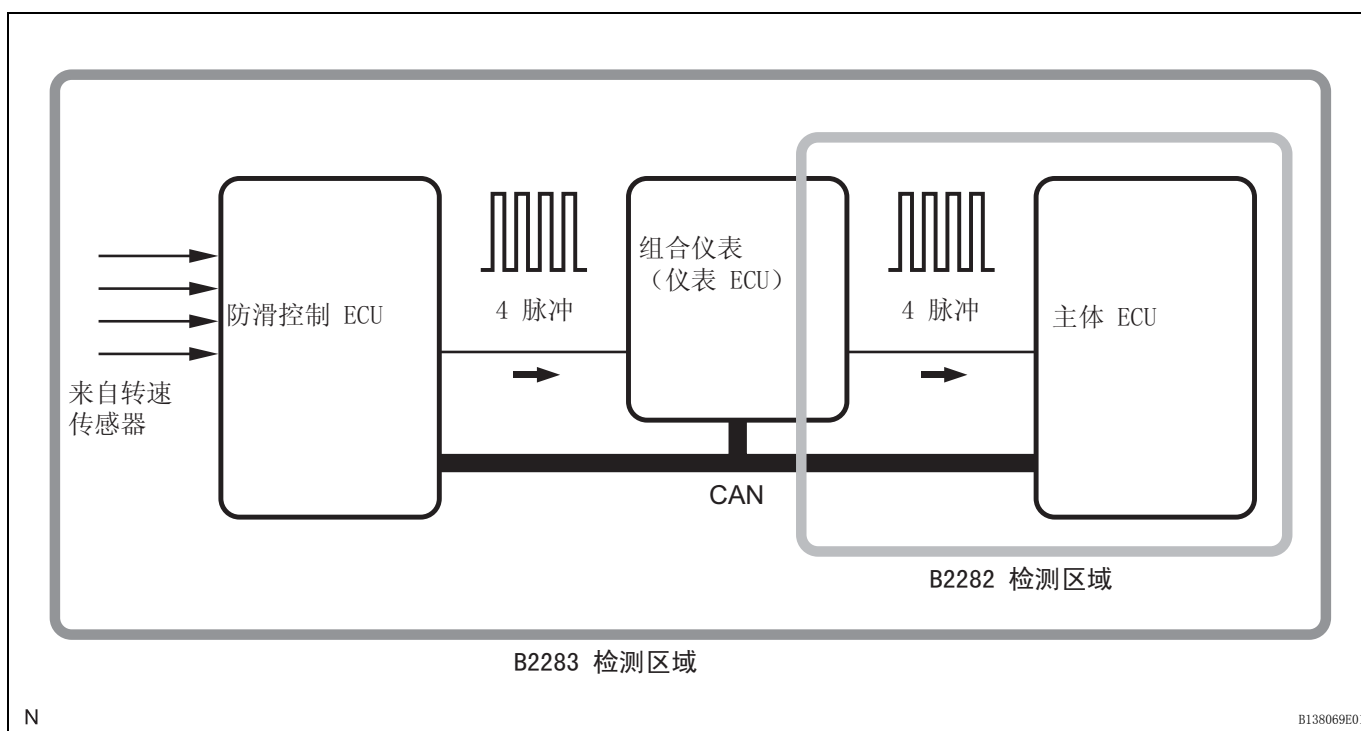 组合仪表
（仪表 ECU）
防滑控制 ECU
4 脉冲
4 脉冲
主体 ECU
来自转速
传感器
CAN
B2282 检测区域
B2283 检测区域
N
B138069E01